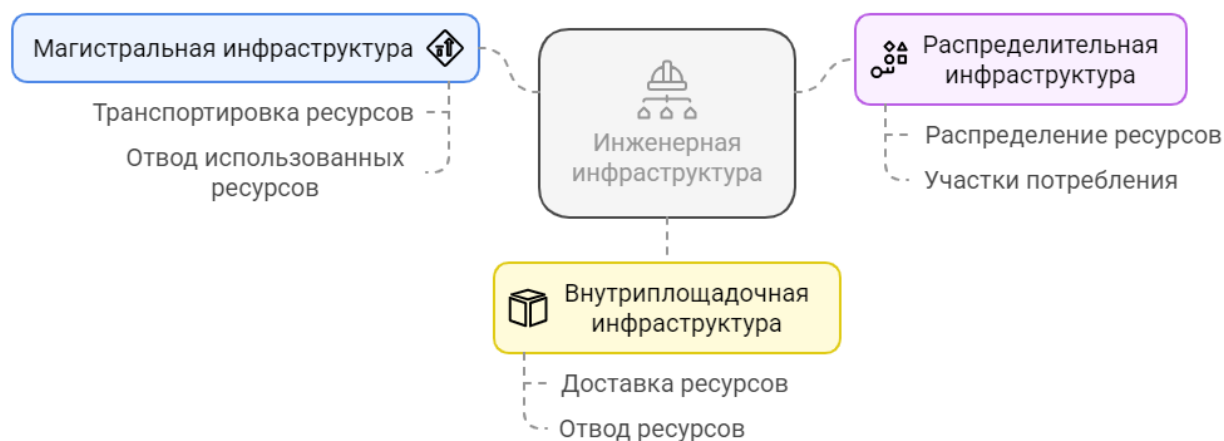 Магистральная инфраструктура
Транспортировка ресурсов
Отвод использованных
ресурсов
Инженерная
инфраструктура
Распределительная
инфраструктура
Распределение ресурсов
Участки потребления
Внутриплощадочная
инфраструктура
Доставка ресурсов
Отвод ресурсов